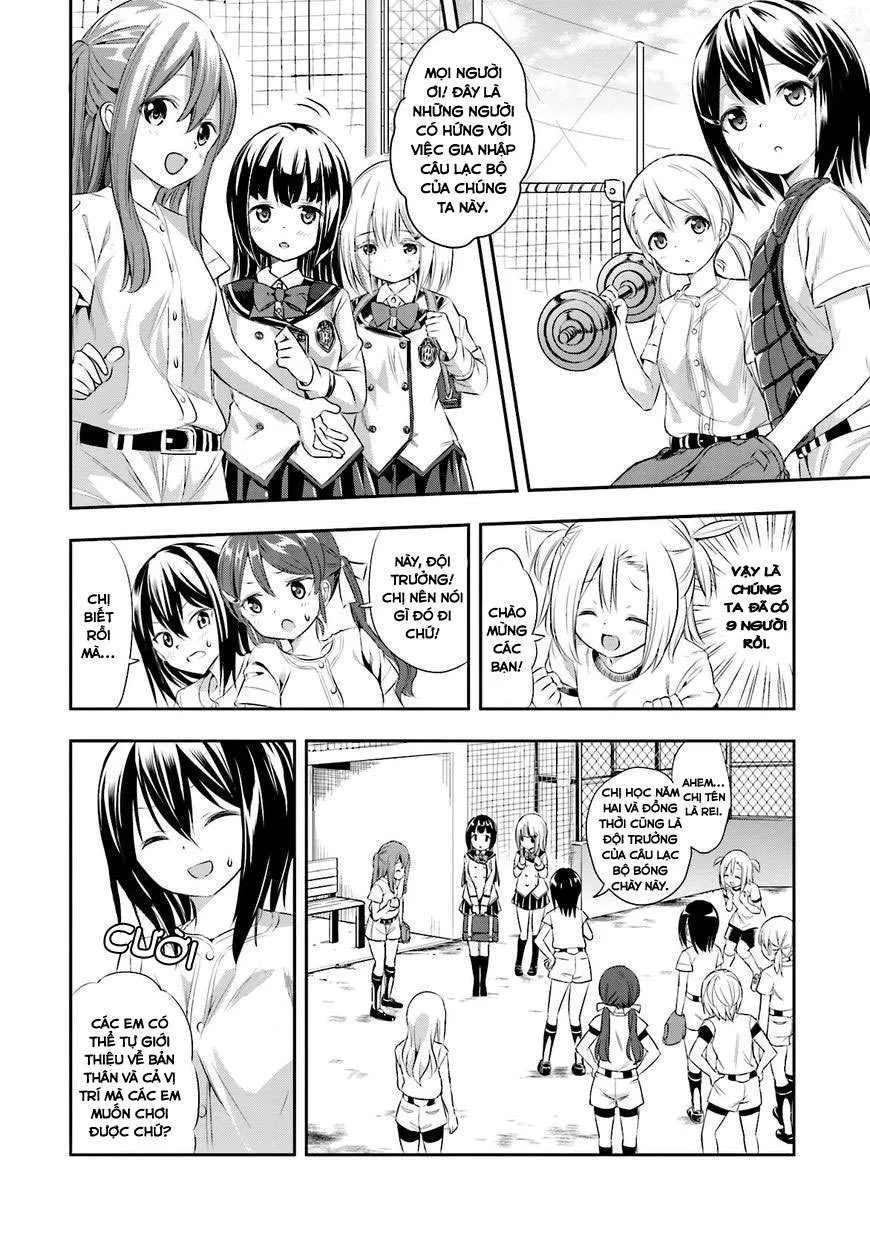 MỌI NGƯỜI
ƠI! ĐÂY LÀ
NHỮNG NGƯỜI
CÓ HỨNG VỚI
VIỆC GIA NHẬP
CÂU LẠC BỘ
CỦA CHÚNG
TA NÀY.
VẬY LÀ
CHÚNG
TA ĐÃ CÓ
9 NGƯỜI
RỒI.
CHÀO
MỪNG
CÁC
BẠN!
NÀY, ĐỘI
TRƯỞNG!
CHỊ NÊN NÓI
GÌ ĐÓ ĐI
CHỨ!
CHỊ
BIẾT
RỒI
MÀ...
AHEM...
CHỊ TÊN
LÀ REI.
CHỊ HỌC NĂM
HAI VÀ ĐỒNG
THỜI CŨNG LÀ
ĐỘI TRƯỞNG
CỦA CÂU LẠC
BỘ BÓNG
CHÀY NÀY.
CƯỜI
CÁC EM CÓ
THỂ TỰ GIỚI
THIỆU VỀ BẢN
THÂN VÀ CẢ VỊ
TRÍ MÀ CÁC EM
MUỐN CHƠI
ĐƯỢC CHỨ?